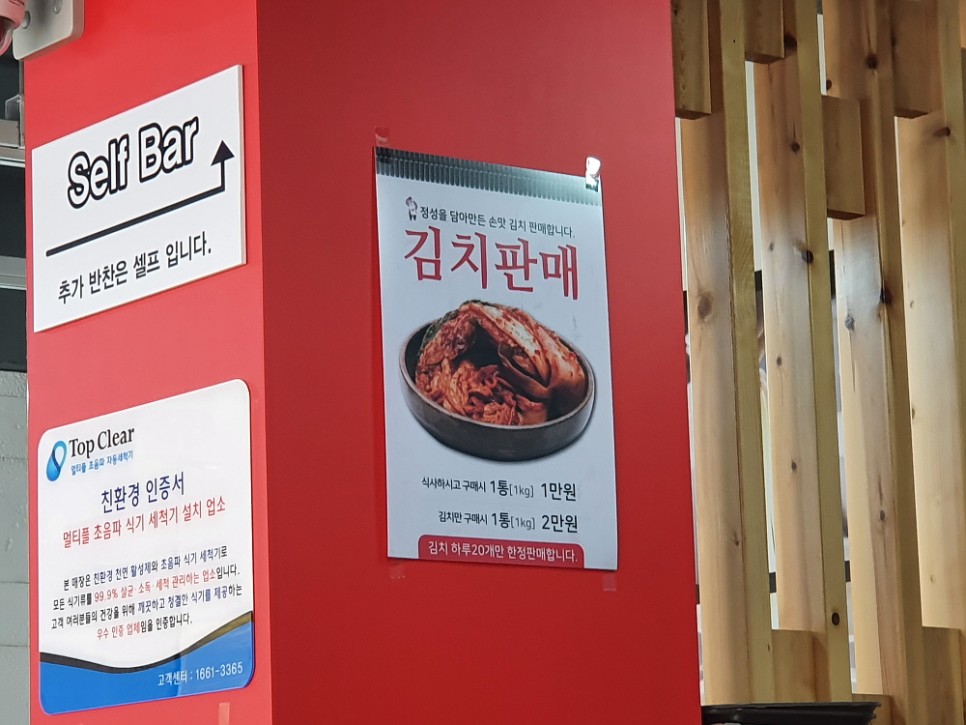 Self Bar
추가 반찬은 셀프 입니다.
Top Clear
멀티플 초음파 자동세척기
친환경 인증서
멀티플 초음파 식기 세척기 설치 업소
본 매장은 친환경 천연 활성제와 초음파 식기 세척기로
모든 식기류를 99.9% 살균·소독·세척 관리하는 업소입니다.
고객 여러분들의 건강을 위해 깨끗하고 청결한 식기를 제공하는
우수 인증 업체임을 인증합니다.
고객센터 : 1661-3365
정성을 담아만든 손맛 김치 판매합니다.
김치판매
식사하시고 구매시 1통[1kg] 1만원
김치만 구매시 1통[1kg] 2만원
김치 하루20개만 한정판매합니다.